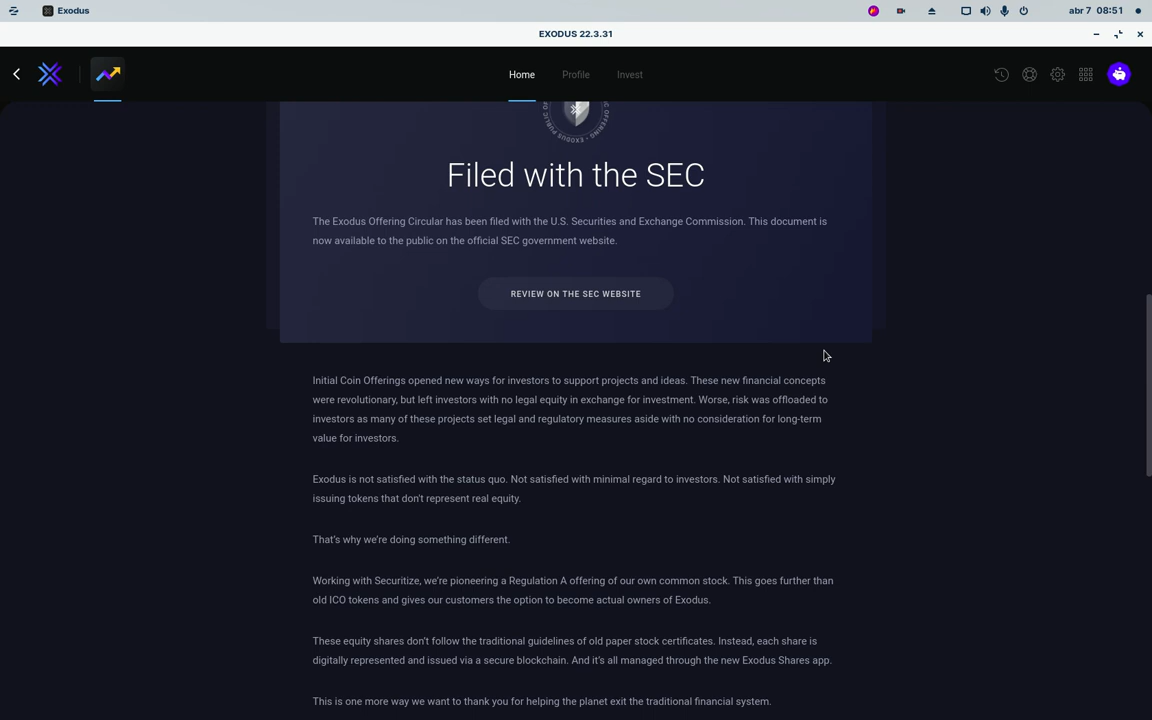 Exodus
abr 7 08:51
EXODUS 22.3.31
Home
Profile
Invest
OFFERING • EXODUS PUBLIC
Filed with the SEC
The Exodus Offering Circular has been filed with the U.S. Securities and Exchange Commission. This document is
now available to the public on the official SEC government website.
REVIEW ON THE SEC WEBSITE
Initial Coin Offerings opened new ways for investors to support projects and ideas. These new financial concepts
were revolutionary, but left investors with no legal equity in exchange for investment. Worse, risk was offloaded to
investors as many of these projects set legal and regulatory measures aside with no consideration for long-term
value for investors.
Exodus is not satisfied with the status quo. Not satisfied with minimal regard to investors. Not satisfied with simply
issuing tokens that don't represent real equity.
That's why we're doing something different.
Working with Securitize, we're pioneering a Regulation A offering of our own common stock. This goes further than
old ICO tokens and gives our customers the option to become actual owners of Exodus.
These equity shares don't follow the traditional guidelines of old paper stock certificates. Instead, each share is
digitally represented and issued via a secure blockchain. And it's all managed through the new Exodus Shares app.
This is one more way we want to thank you for helping the planet exit the traditional financial system.